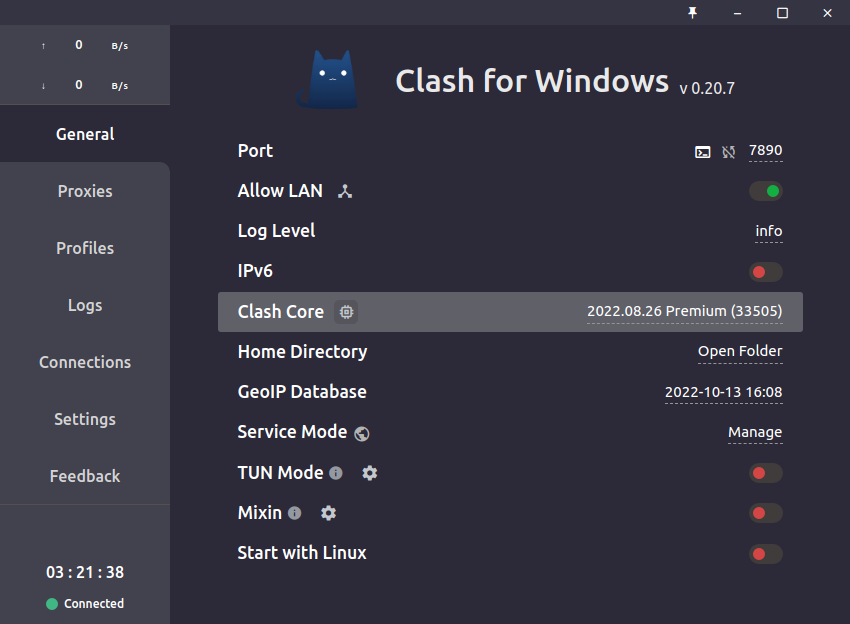 ↑ 0 B/s
↓ 0 B/s
General
Proxies
Profiles
Logs
Connections
Settings
Feedback
03 : 21 : 38
Connected
Clash for Windows v 0.20.7
Port 7890
Allow LAN
Log Level info
IPv6
Clash Core 2022.08.26 Premium (33505)
Home Directory Open Folder
GeoIP Database 2022-10-13 16:08
Service Mode Manage
TUN Mode
Mixin
Start with Linux